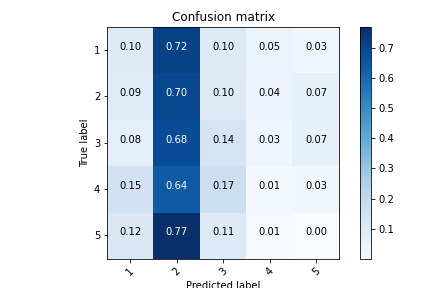 Confusion matrix
1 0.10 0.72 0.10 0.05 0.03
2 0.09 0.70 0.10 0.04 0.07
3 0.08 0.68 0.14 0.03 0.07
4 0.15 0.64 0.17 0.01 0.03
5 0.12 0.77 0.11 0.01 0.00
1 2 3 4 5
True label
Predicted label
0.7
0.6
0.5
0.4
0.3
0.2
0.1